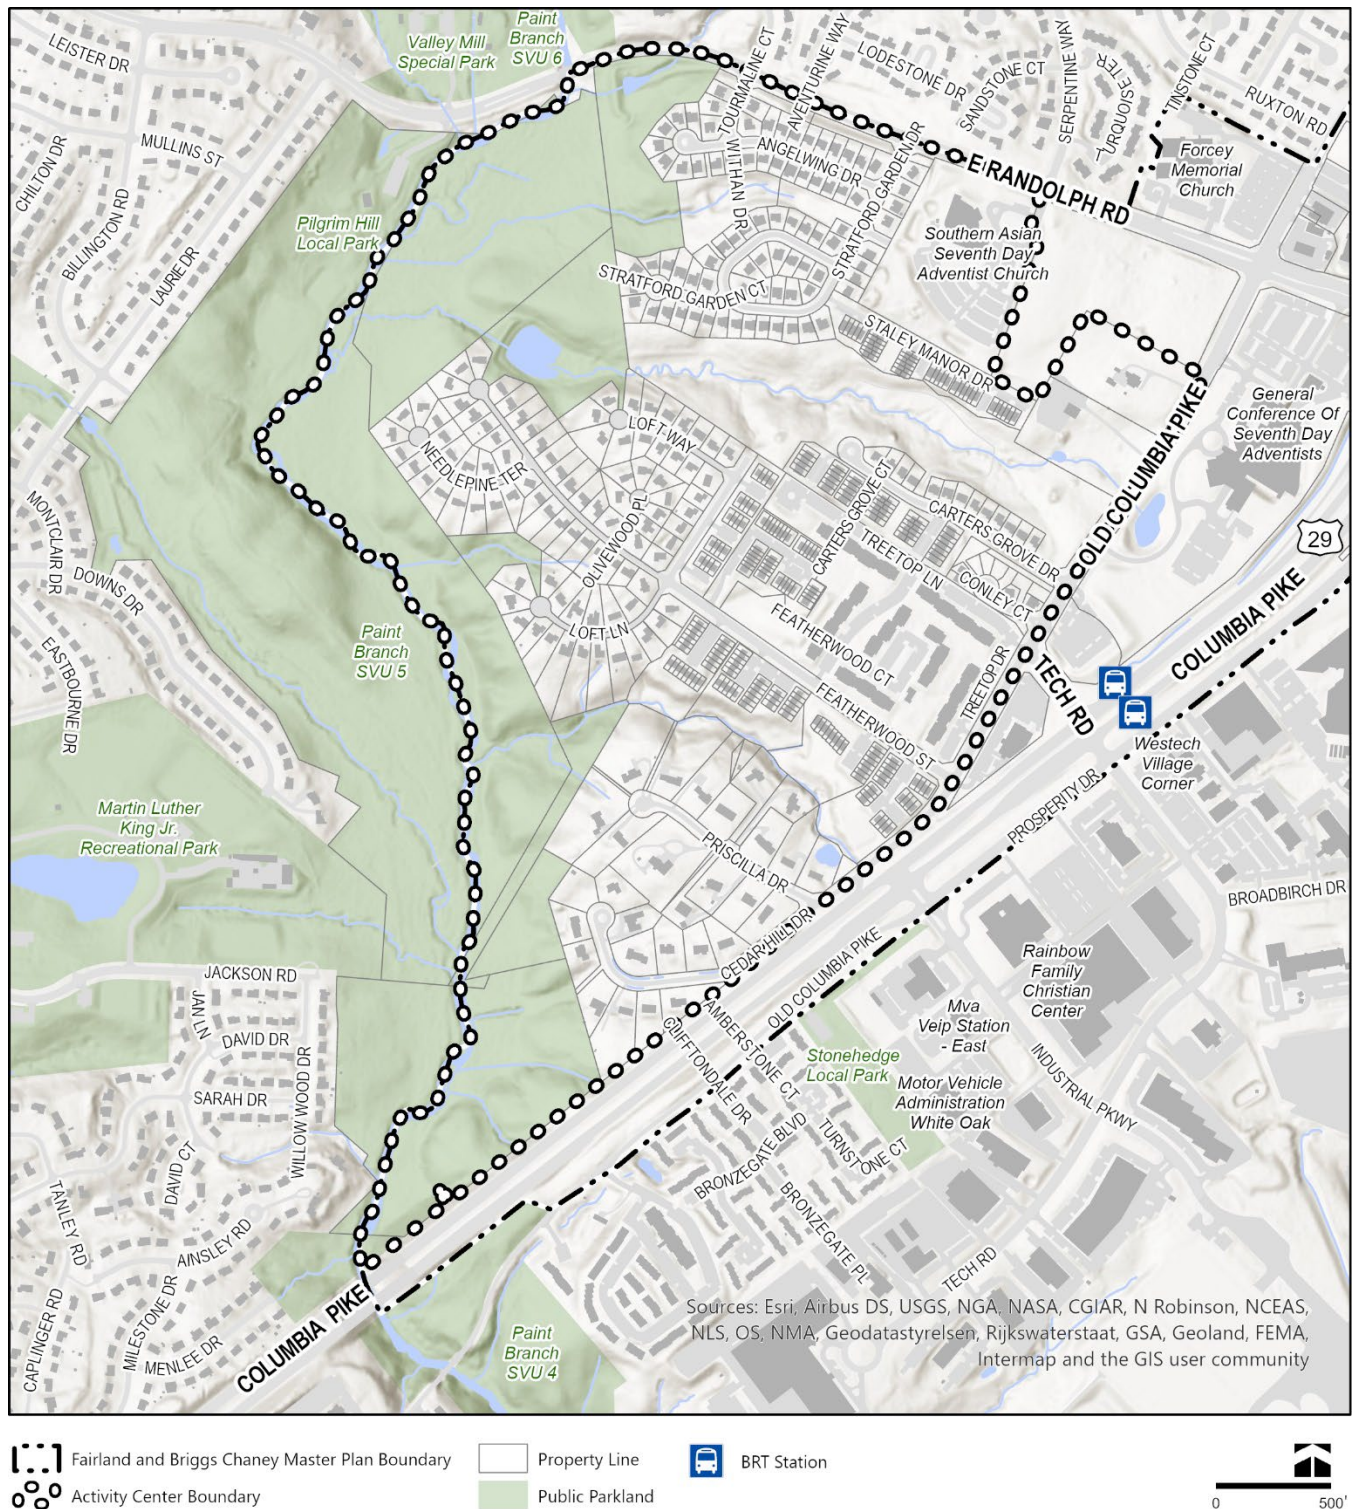 LEISTER DR
Valley Mill
Special Park
Paint
Branch
SVU 6
TOURMALINE CT
AVENTURINE WAY
LODESTONE DR
SANDSTONE CT
SERPENTINE WAY
TURQUOISE TER
TINSTONE CT
RUXTON RD
MULLINS ST
CHILTON DR
BILLINGTON RD
LAURIE DR
Pilgrim Hill
Local Park
WITHAN DR
ANGELWING DR
STRATFORD GARDEN DR
E RANDOLPH RD
Forcey
Memorial
Church
Southern Asian
Seventh Day
Adventist Church
STRATFORD GARDEN CT
STALEY MANOR DR
OLD COLUMBIA PIKE
General
Conference Of
Seventh Day
Adventists
29
LOFT WAY
NEEDLEPINE TER
OLIVEWOOD PL
CARTERS GROVE CT
CARTERS GROVE DR
TREETOP LN
CONLEY CT
MONTCLAIR DR
DOWNS DR
EASTBOURNE DR
Paint
Branch
SVU 5
LOFT LN
FEATHERWOOD CT
FEATHERWOOD ST
TREETOP DR
TECH RD
COLUMBIA PIKE
Westech
Village
Corner
PROSPERITY DR
Martin Luther
King Jr.
Recreational Park
PRISCILLA DR
BROADBIRCH DR
CEDAR HILL DR
OLD COLUMBIA PIKE
Rainbow
Family
Christian
Center
JACKSON RD
JAN LN
DAVID DR
SARAH DR
WILLOW WOOD DR
DAVID CT
AMBERSTONE CT
CLIFFTONDALE DR
Stonehedge
Local Park
Mva
Veip Station
- East
Motor Vehicle
Administration
White Oak
INDUSTRIAL PKWY
TURNSTONE CT
BRONZEGATE BLVD
BRONZEGATE PL
TECH RD
TANLEY RD
AINSLEY RD
CAPLINGER RD
MILESTONE DR
MENLEE DR
COLUMBIA PIKE
Paint
Branch
SVU 4
Sources: Esri, Airbus DS, USGS, NGA, NASA, CGIAR, N Robinson, NCEAS,
NLS, OS, NMA, Geodatastyrelsen, Rijkswaterstaat, GSA, Geoland, FEMA,
Intermap and the GIS user community
Fairland and Briggs Chaney Master Plan Boundary
Property Line
BRT Station
Activity Center Boundary
Public Parkland
0
500'